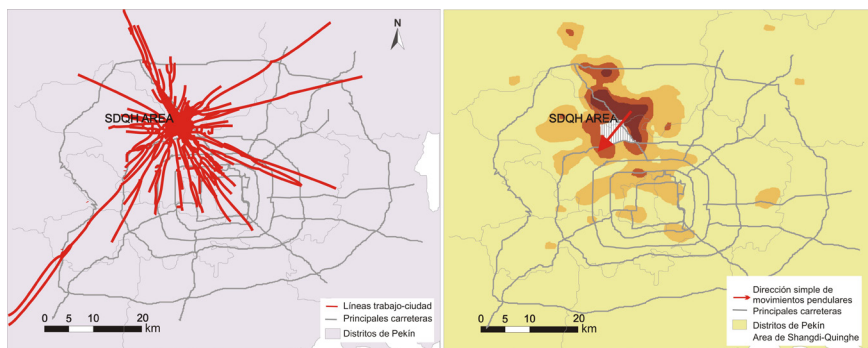 N
SDQH AREA
Líneas trabajo-ciudad
Principales carreteras
Distritos de Pekín
0 5 10 20
km
SDQH AREA
Dirección simple de
movimientos pendulares
Principales carreteras
Distritos de Pekín
Area de Shangdi-Quinghe
0 5 10 20
km